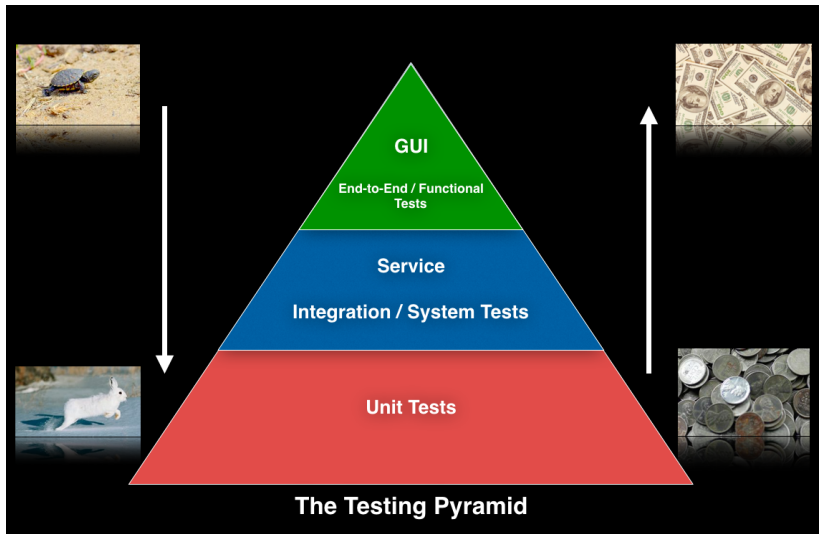 GUI
End-to-End / Functional
Tests
Service
Integration / System Tests
Unit Tests
The Testing Pyramid